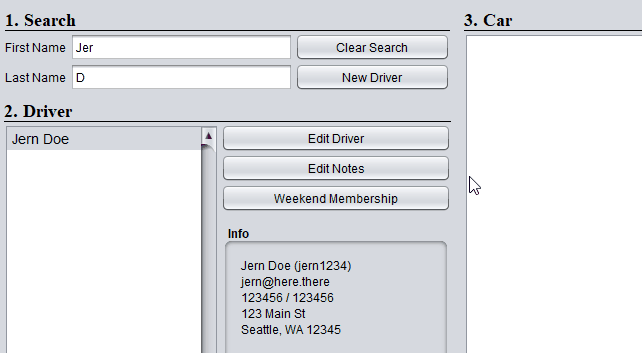 1. Search
First Name Jer Clear Search
Last Name D New Driver
2. Driver
Jern Doe
Edit Driver
Edit Notes
Weekend Membership
Info
Jern Doe (jern1234)
jern@here.there
123456 / 123456
123 Main St
Seattle, WA 12345
3. Car